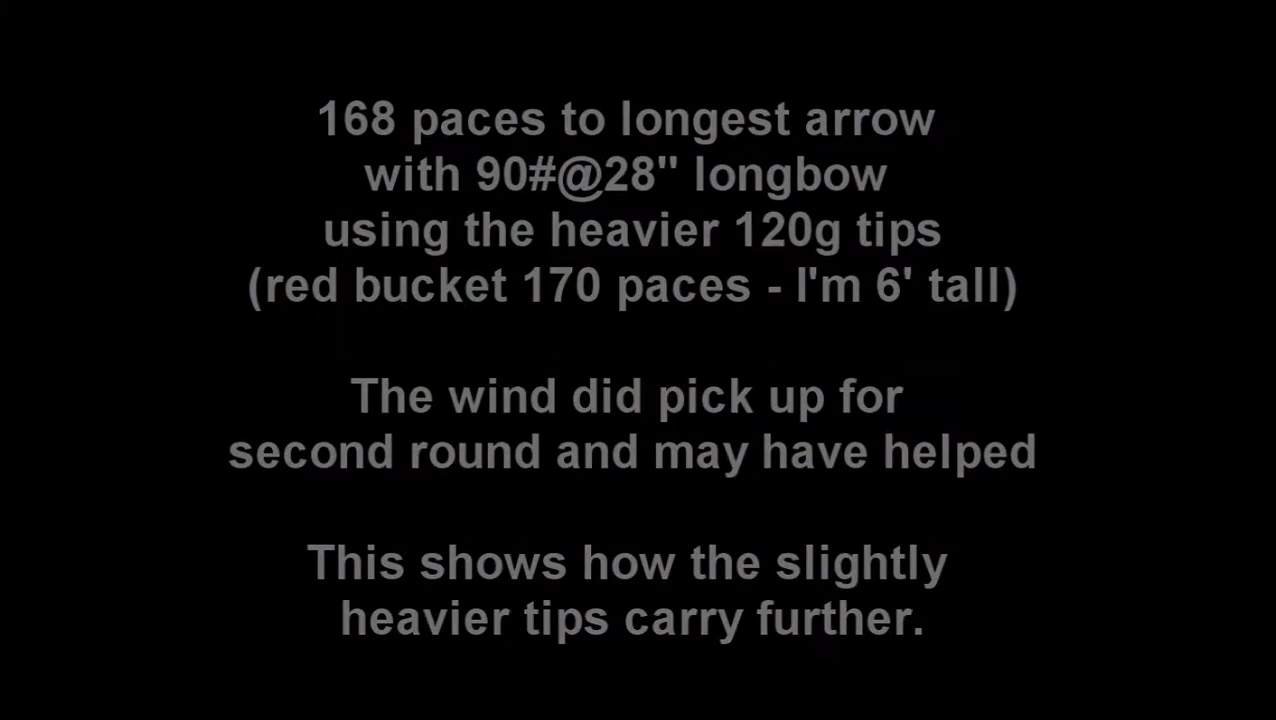 168 paces to longest arrow
with 90#@28" longbow
using the heavier 120g tips
(red bucket 170 paces - I'm 6' tall)
The wind did pick up for
second round and may have helped
This shows how the slightly
heavier tips carry further.